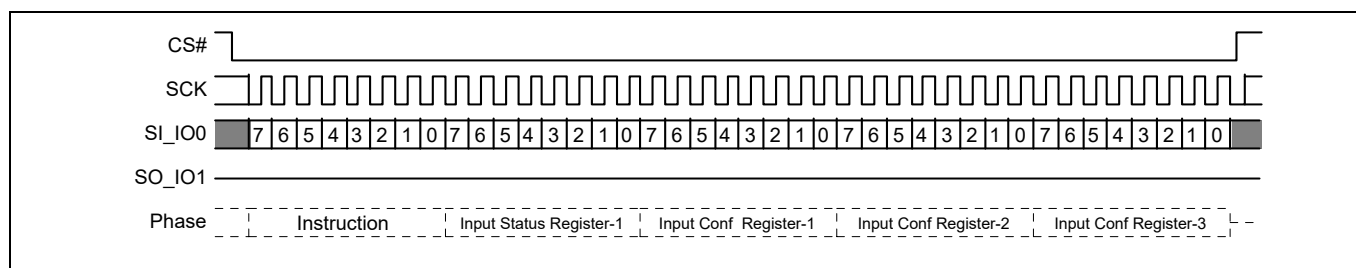 CS#
SCK
SI_IO0 7 6 5 4 3 2 1 0 7 6 5 4 3 2 1 0 7 6 5 4 3 2 1 0 7 6 5 4 3 2 1 0 7 6 5 4 3 2 1 0
SO_IO1
Phase Instruction Input Status Register-1 Input Conf Register-1 Input Conf Register-2 Input Conf Register-3